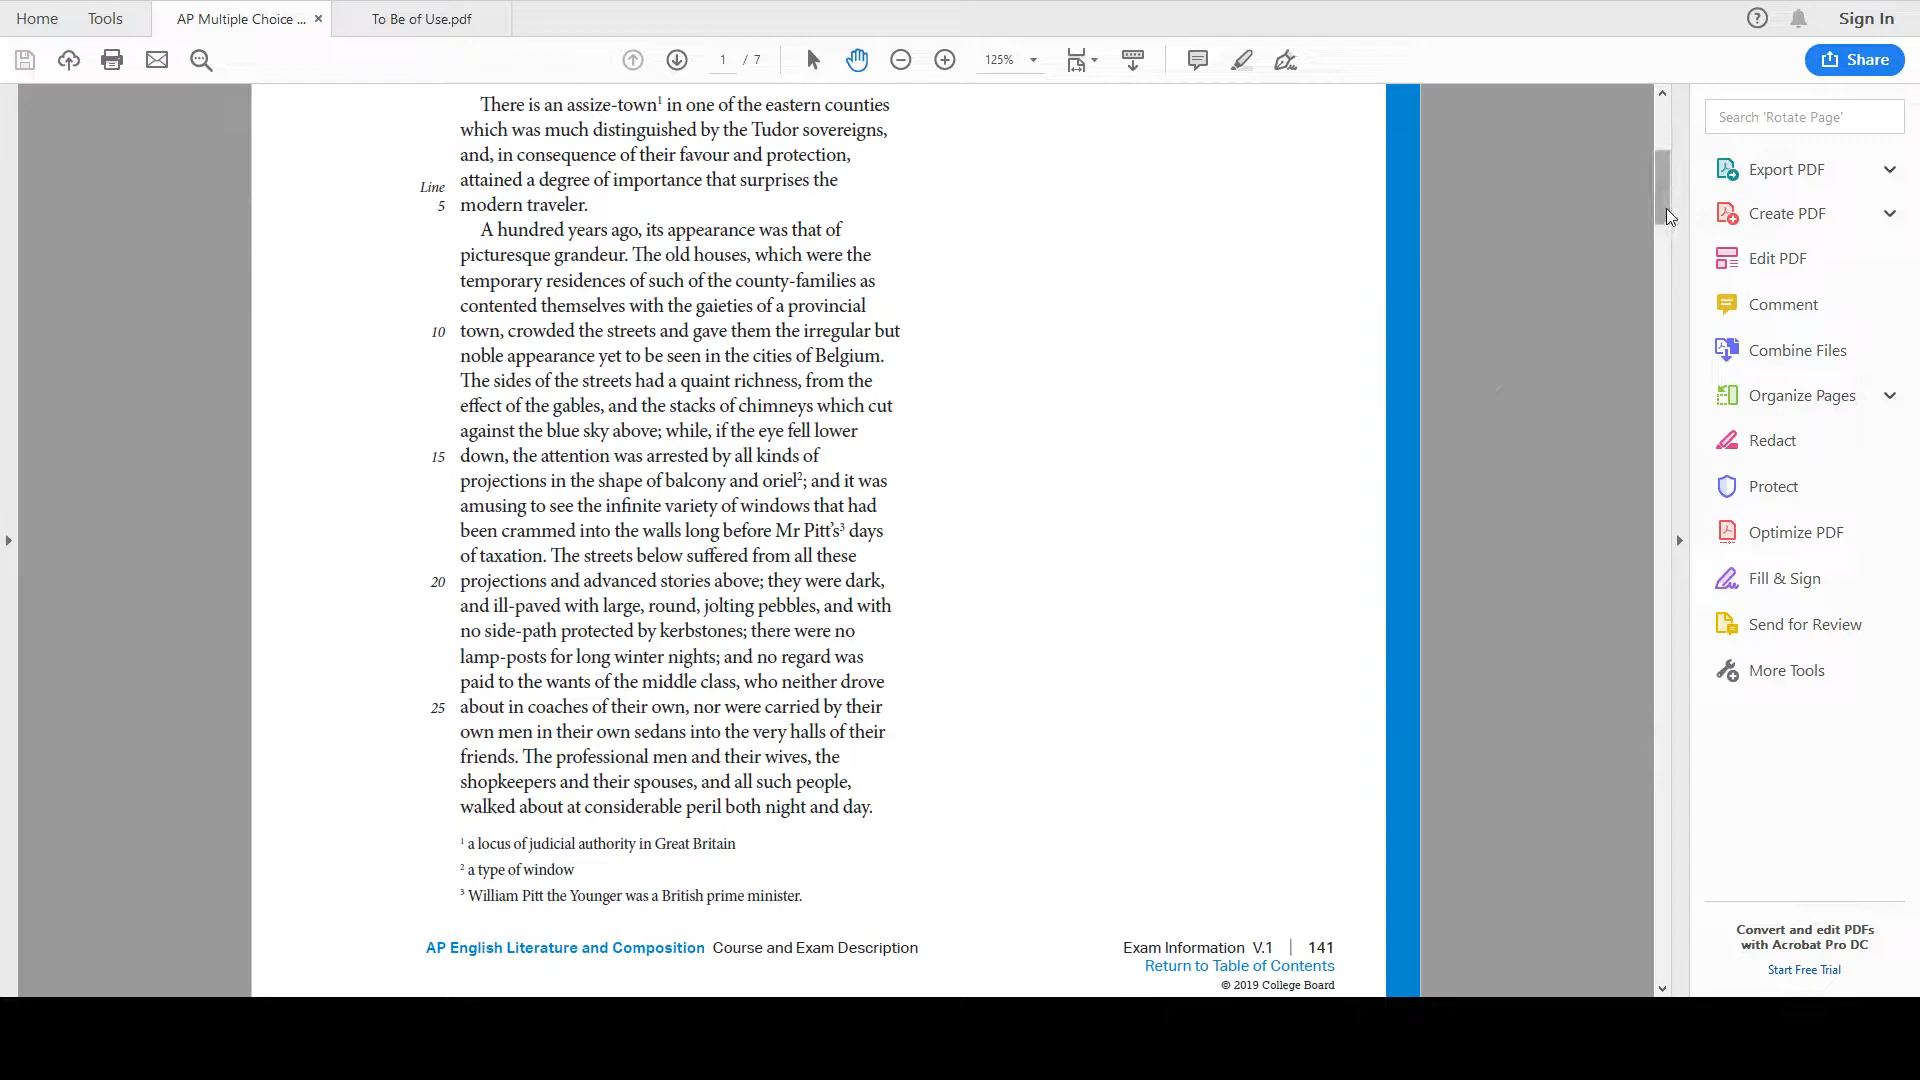 Home Tools AP Multiple Choice ... × To Be of Use.pdf Sign In
1 / 7 125% Share
There is an assize-town1 in one of the eastern counties
which was much distinguished by the Tudor sovereigns,
and, in consequence of their favour and protection,
Line attained a degree of importance that surprises the
5 modern traveler.
A hundred years ago, its appearance was that of
picturesque grandeur. The old houses, which were the
temporary residences of such of the county-families as
contented themselves with the gaieties of a provincial
10 town, crowded the streets and gave them the irregular but
noble appearance yet to be seen in the cities of Belgium.
The sides of the streets had a quaint richness, from the
effect of the gables, and the stacks of chimneys which cut
against the blue sky above; while, if the eye fell lower
15 down, the attention was arrested by all kinds of
projections in the shape of balcony and oriel2; and it was
amusing to see the infinite variety of windows that had
been crammed into the walls long before Mr Pitt's3 days
of taxation. The streets below suffered from all these
20 projections and advanced stories above; they were dark,
and ill-paved with large, round, jolting pebbles, and with
no side-path protected by kerbstones; there were no
lamp-posts for long winter nights; and no regard was
paid to the wants of the middle class, who neither drove
25 about in coaches of their own, nor were carried by their
own men in their own sedans into the very halls of their
friends. The professional men and their wives, the
shopkeepers and their spouses, and all such people,
walked about at considerable peril both night and day.
1 a locus of judicial authority in Great Britain
2 a type of window
3 William Pitt the Younger was a British prime minister.
AP English Literature and Composition Course and Exam Description
Exam Information V.1 | 141
Return to Table of Contents
© 2019 College Board
Search 'Rotate Page'
Export PDF
Create PDF
Edit PDF
Comment
Combine Files
Organize Pages
Redact
Protect
Optimize PDF
Fill & Sign
Send for Review
More Tools
Convert and edit PDFs
with Acrobat Pro DC
Start Free Trial